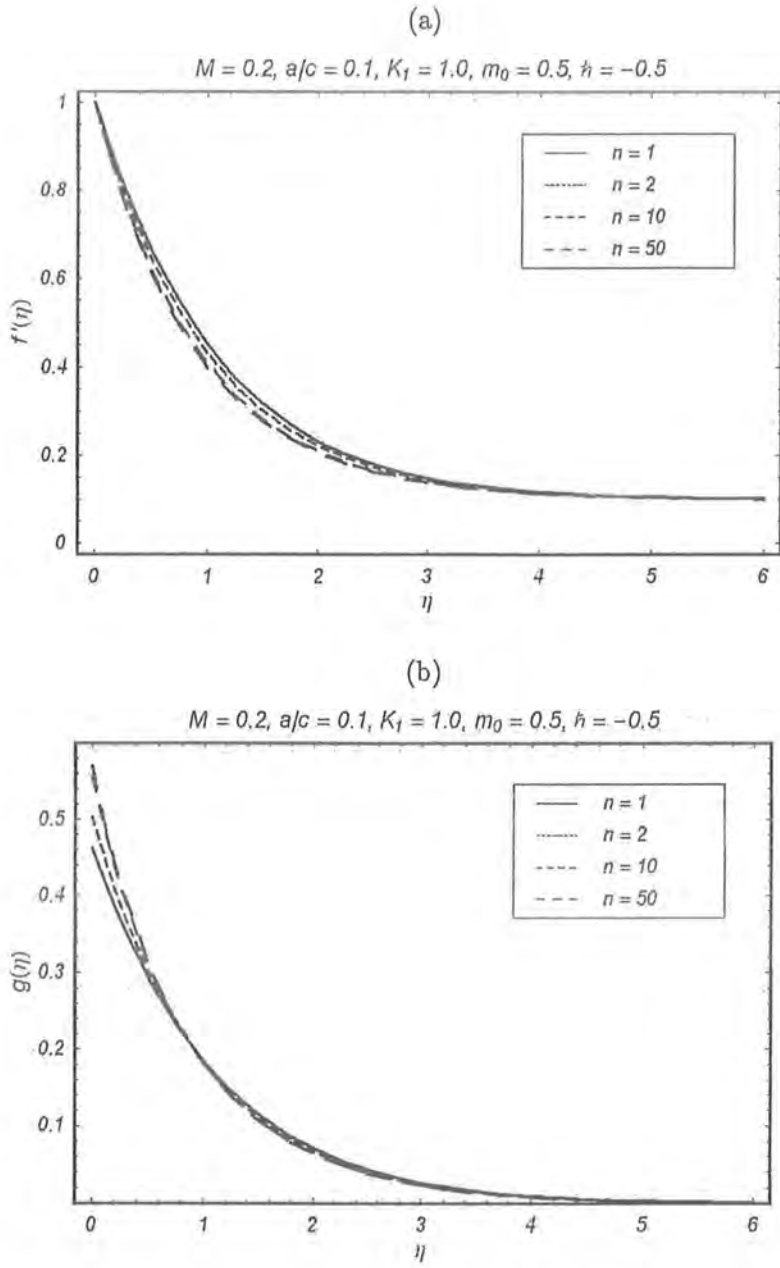 (a)
M = 0.2, a/c = 0.1, K₁ = 1.0, m₀ = 0.5, ħ = −0.5
1
0.8
0.6
0.4
0.2
0
f'(η)
n = 1
n = 2
n = 10
n = 50
0 1 2 3 4 5 6
η
(b)
M = 0.2, a/c = 0.1, K₁ = 1.0, m₀ = 0.5, ħ = −0.5
0.5
0.4
0.3
0.2
0.1
g(η)
n = 1
n = 2
n = 10
n = 50
0 1 2 3 4 5 6
η